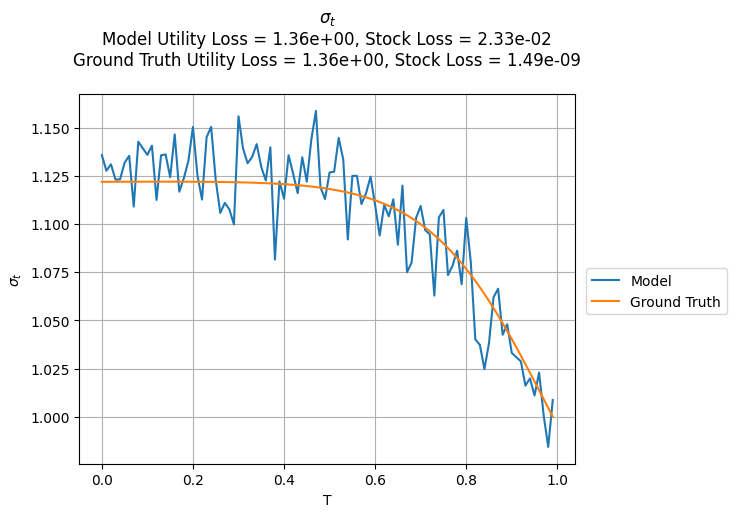 σₜ
Model Utility Loss = 1.36e+00, Stock Loss = 2.33e-02
Ground Truth Utility Loss = 1.36e+00, Stock Loss = 1.49e-09
1.150
1.125
1.100
1.075
1.050
1.025
1.000
σₜ
0.0 0.2 0.4 0.6 0.8 1.0
T
Model
Ground Truth